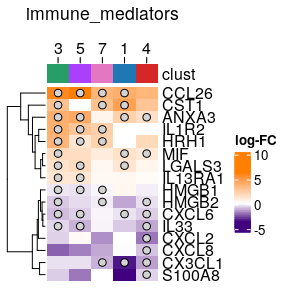 immune_mediators
3 5 7 1 4
clust
CCL26
CST1
ANXA3
IL1R2
HRH1
MIF
LGALS3
IL13RA1
HMGB1
HMGB2
CXCL6
IL33
CXCL2
CXCL8
CX3CL1
S100A8
log-FC
10
5
0
-5